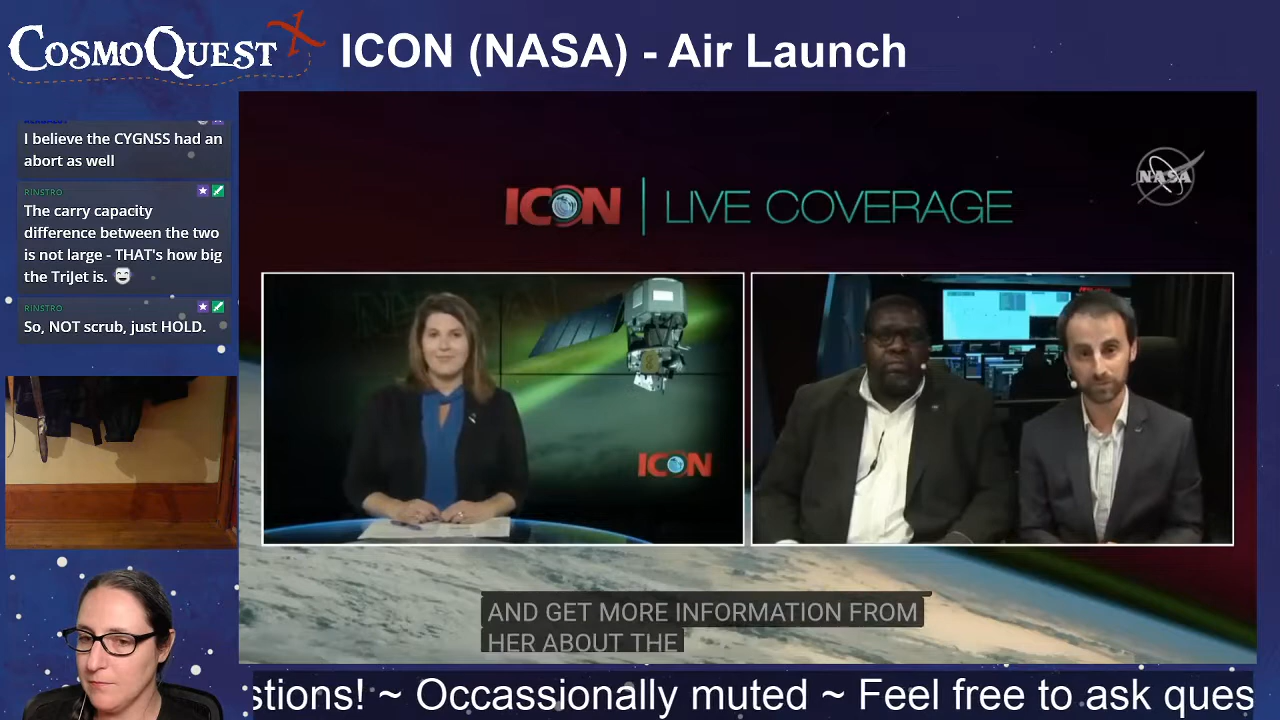 CosmoQuest X
ICON (NASA) - Air Launch
I believe the CYGNSS had an
abort as well
RINSTRO
The carry capacity
difference between the two
is not large - THAT's how big
the TriJet is.
RINSTRO
So, NOT scrub, just HOLD.
ICON | LIVE COVERAGE
NASA
ICON
AND GET MORE INFORMATION FROM
HER ABOUT THE
stions! ~ Occassionally muted ~ Feel free to ask ques